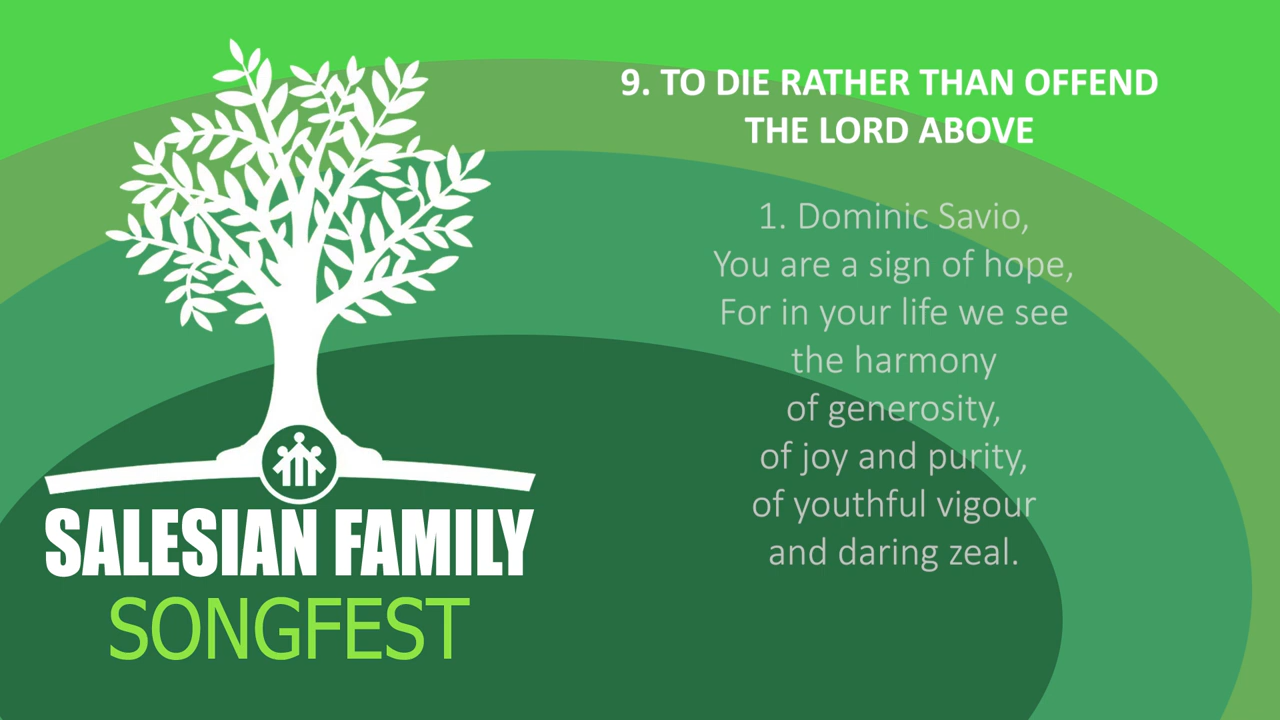 9. TO DIE RATHER THAN OFFEND
THE LORD ABOVE
1. Dominic Savio,
You are a sign of hope,
For in your life we see
the harmony
of generosity,
of joy and purity,
of youthful vigour
and daring zeal.
SALESIAN FAMILY
SONGFEST